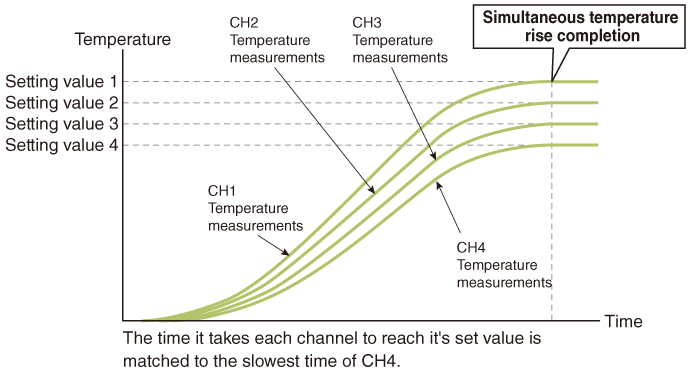 Simultaneous temperature
rise completion
Temperature
CH2
Temperature
measurements
CH3
Temperature
measurements
Setting value 1
Setting value 2
Setting value 3
Setting value 4
CH1
Temperature
measurements
CH4
Temperature
measurements
Time
The time it takes each channel to reach it's set value is
matched to the slowest time of CH4.